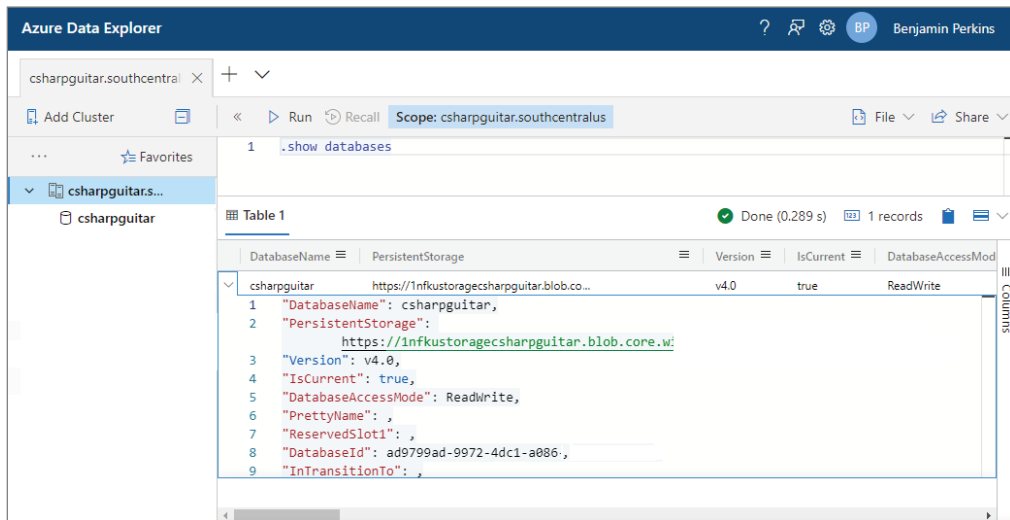 Azure Data Explorer
? BP Benjamin Perkins
csharpguitar.southcentral
Add Cluster
Run Recall Scope: csharpguitar.southcentralus File Share
... Favorites
1 .show databases
csharpguitar.s...
csharpguitar
Table 1 Done (0.289 s) 123 1 records
DatabaseName PersistentStorage Version IsCurrent DatabaseAccessMod
Columns
csharpguitar https://1nfkustoragecsharpguitar.blob.co... v4.0 true ReadWrite
1 "DatabaseName": csharpguitar,
2 "PersistentStorage":
https://1nfkustoragecsharpguitar.blob.core.wi
3 "Version": v4.0,
4 "IsCurrent": true,
5 "DatabaseAccessMode": ReadWrite,
6 "PrettyName": ,
7 "ReservedSlot1": ,
8 "DatabaseId": ad9799ad-9972-4dc1-a086-,
9 "InTransitionTo": ,